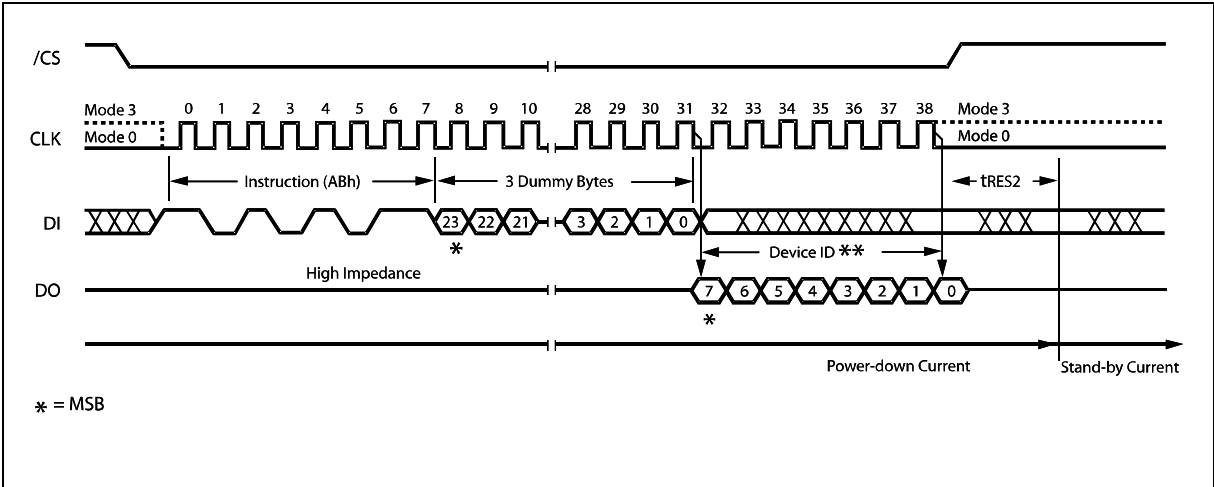 /CS
Mode 3 0 1 2 3 4 5 6 7 8 9 10 28 29 30 31 32 33 34 35 36 37 38 Mode 3
CLK Mode 0 Mode 0
Instruction (ABh) 3 Dummy Bytes tRES2
DI 23 22 21 3 2 1 0
*
Device ID **
High Impedance
DO 7 6 5 4 3 2 1 0
*
Power-down Current Stand-by Current
* = MSB